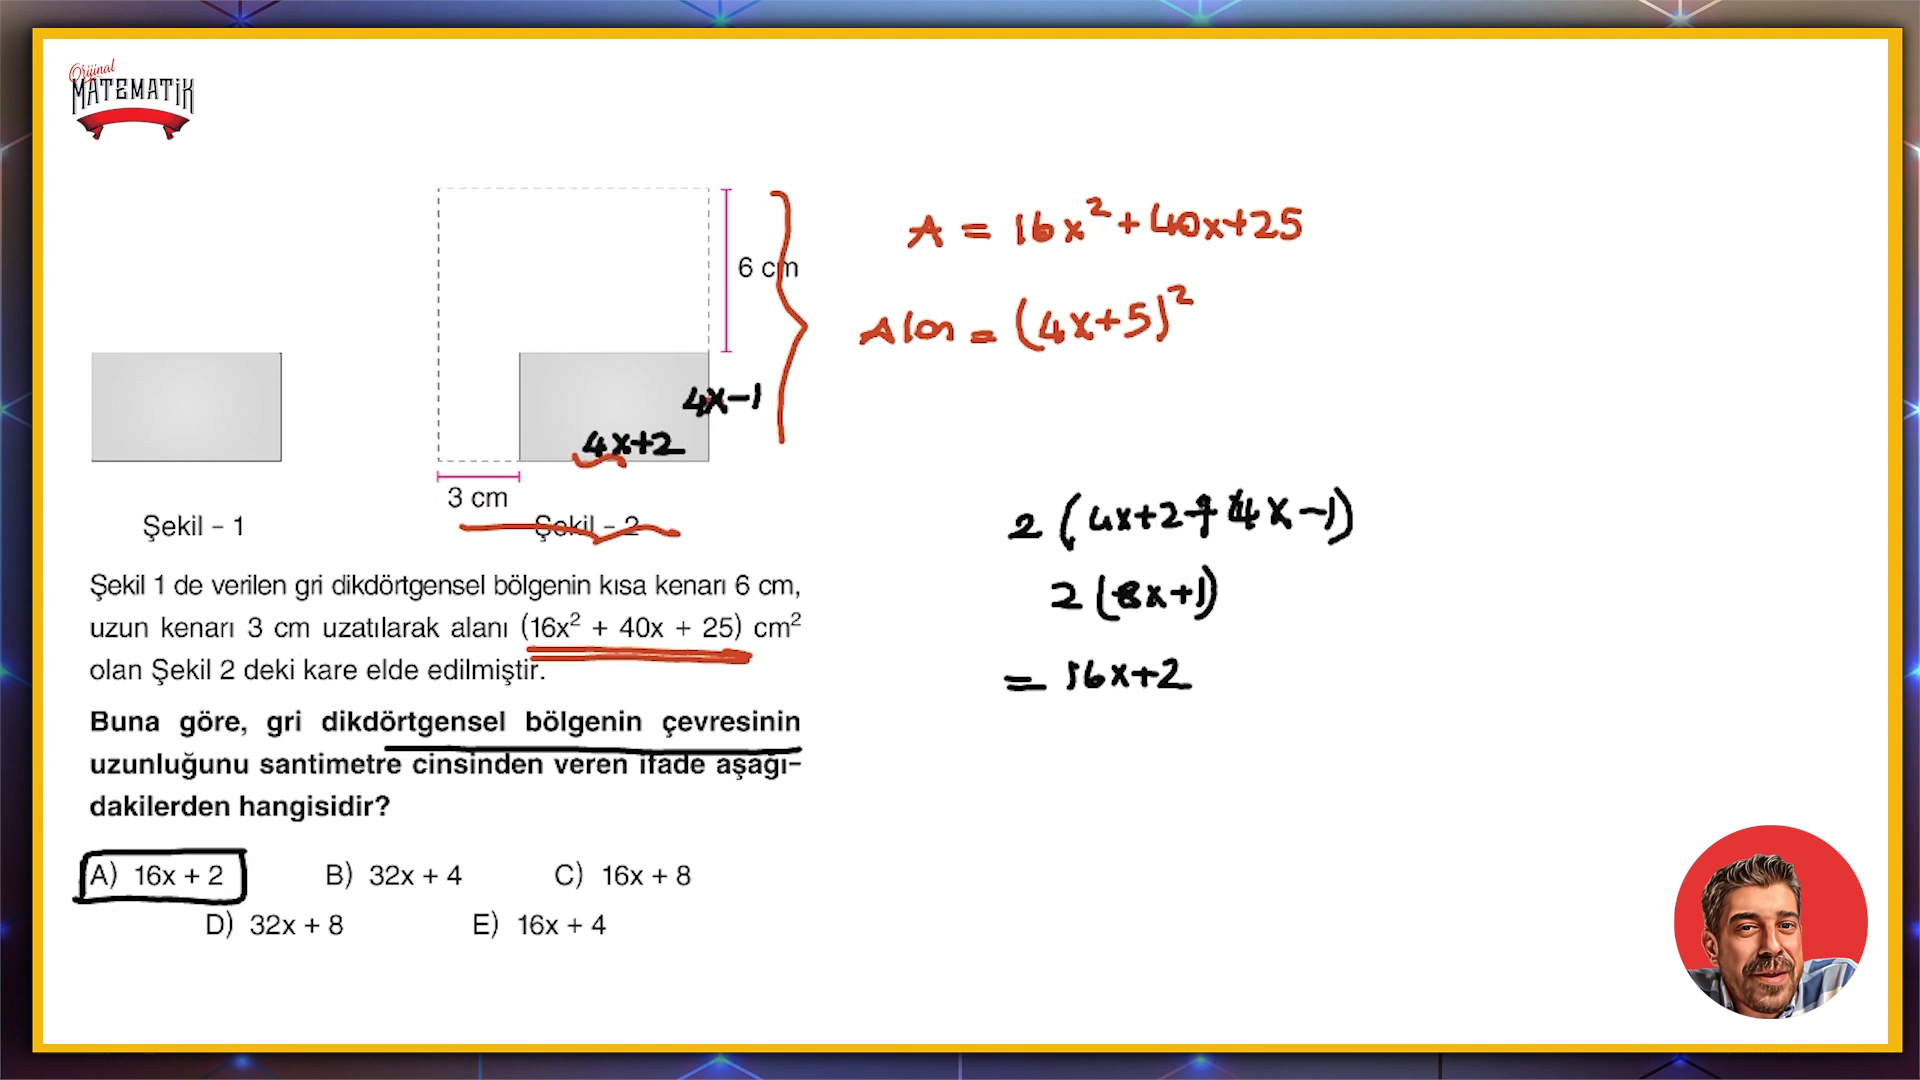 Orijinal
MATEMATİK
6 cm
4x-1
4x+2
3 cm
Şekil - 1
Şekil - 2
Şekil 1 de verilen gri dikdörtgensel bölgenin kısa kenarı 6 cm,
uzun kenarı 3 cm uzatılarak alanı (16x² + 40x + 25) cm²
olan Şekil 2 deki kare elde edilmiştir.
Buna göre, gri dikdörtgensel bölgenin çevresinin
uzunluğunu santimetre cinsinden veren ifade aşağı-
dakilerden hangisidir?
A) 16x + 2 B) 32x + 4 C) 16x + 8
D) 32x + 8 E) 16x + 4
A = 16x² + 40x+25
Alan = (4x+5)²
2 (4x+2+4x-1)
2 (8x+1)
= 16x+2